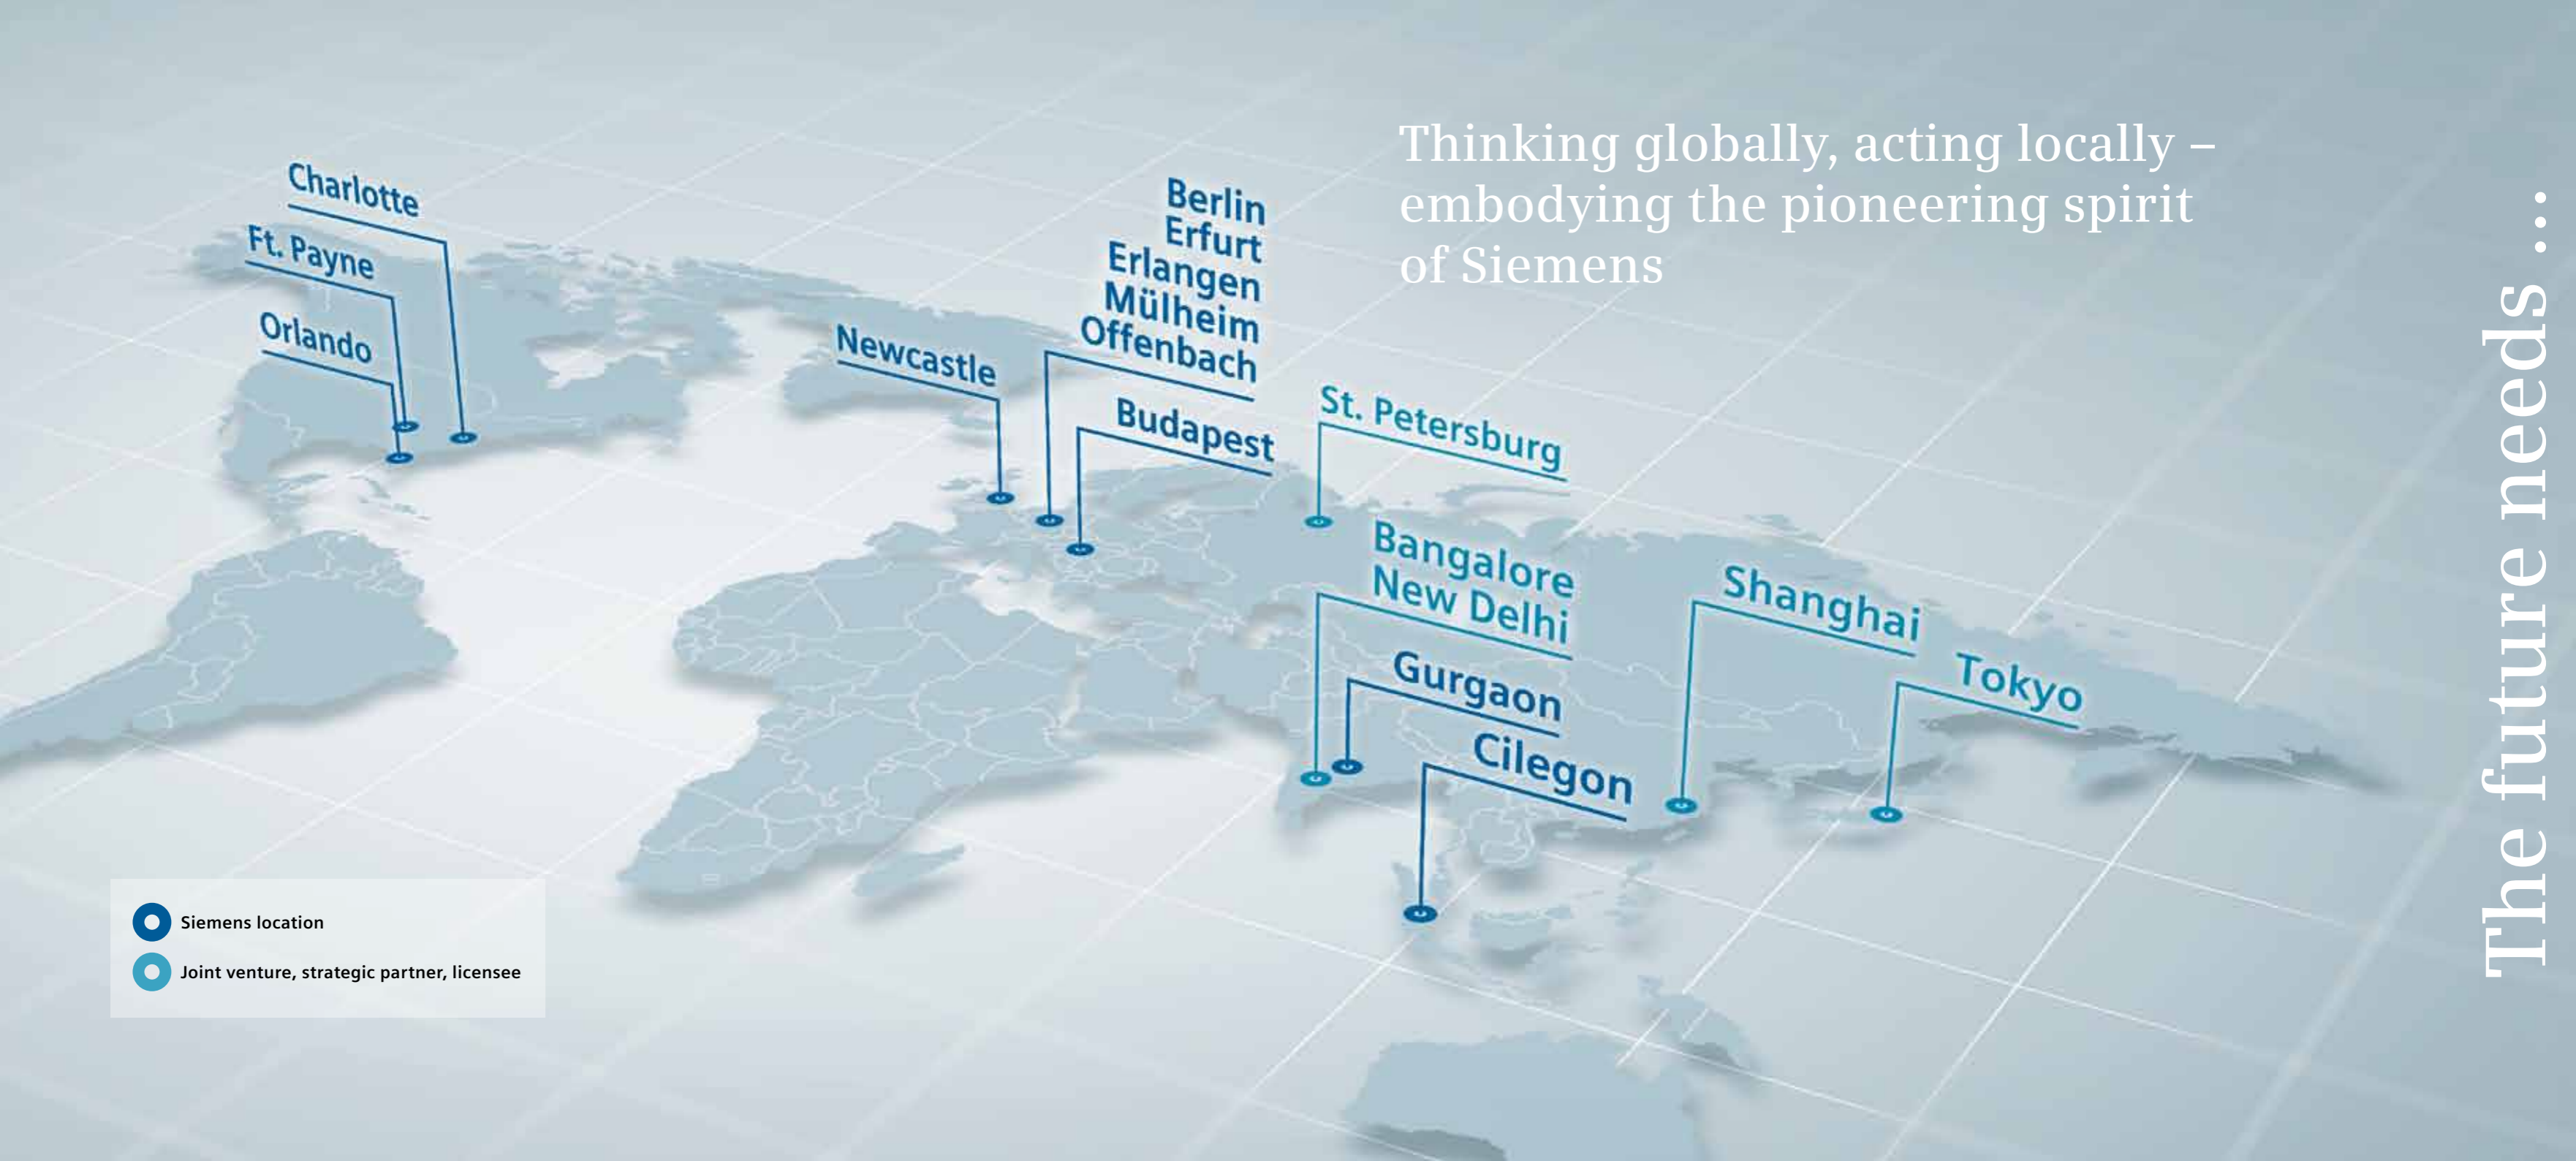 Thinking globally, acting locally –
embodying the pioneering spirit
of Siemens
Charlotte
Ft. Payne
Orlando
Newcastle
Berlin
Erfurt
Erlangen
Mülheim
Offenbach
Budapest
St. Petersburg
Bangalore
New Delhi
Gurgaon
Cilegon
Shanghai
Tokyo
Siemens location
Joint venture, strategic partner, licensee
The future needs ...